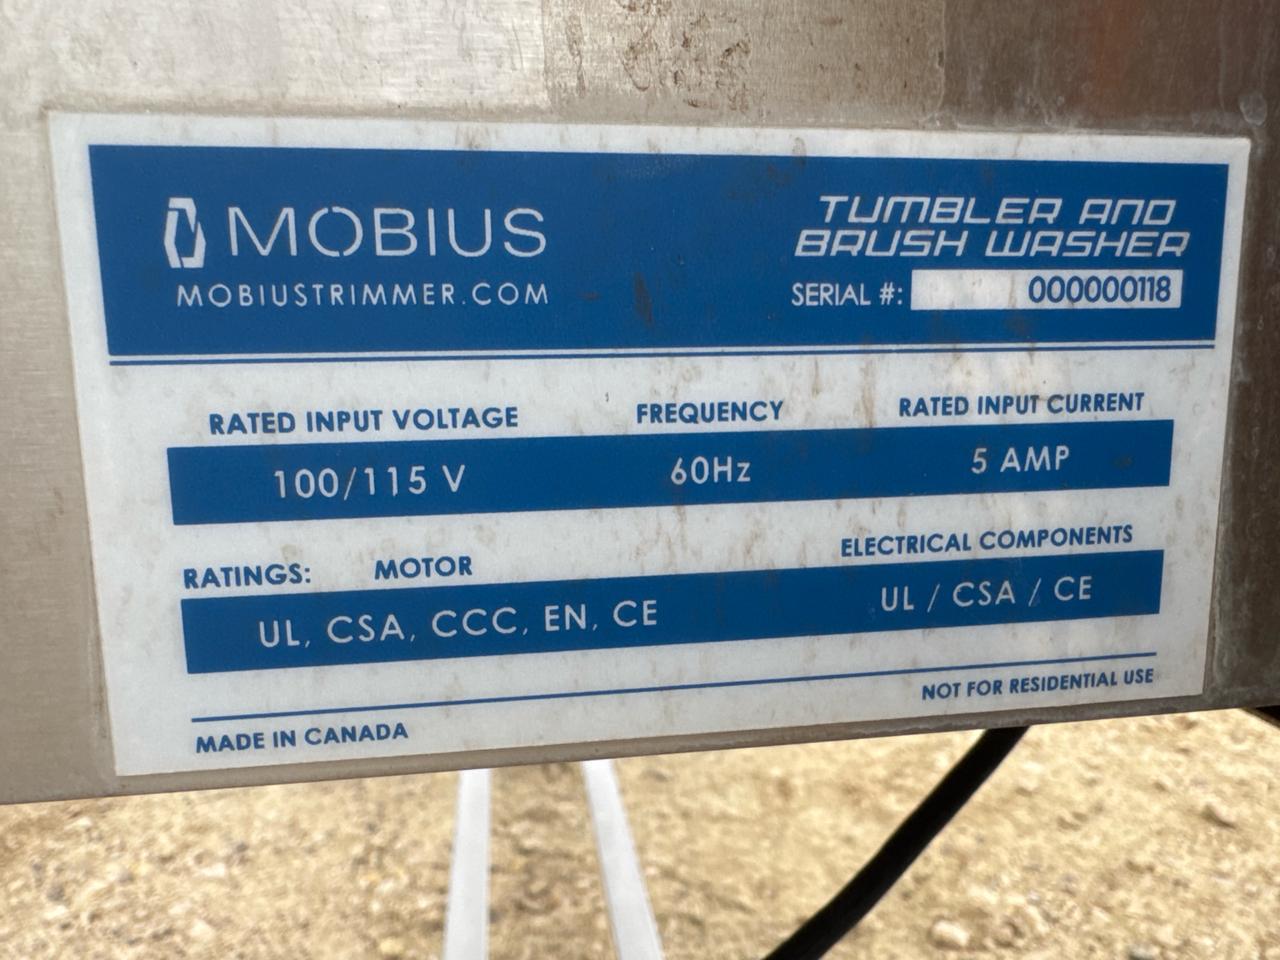 MOBIUS
MOBIUSTRIMMER.COM
TUMBLER AND
BRUSH WASHER
SERIAL #: 000000118
RATED INPUT VOLTAGE FREQUENCY RATED INPUT CURRENT
100/115 V 60Hz 5 AMP
RATINGS: MOTOR ELECTRICAL COMPONENTS
UL, CSA, CCC, EN, CE UL / CSA / CE
MADE IN CANADA NOT FOR RESIDENTIAL USE